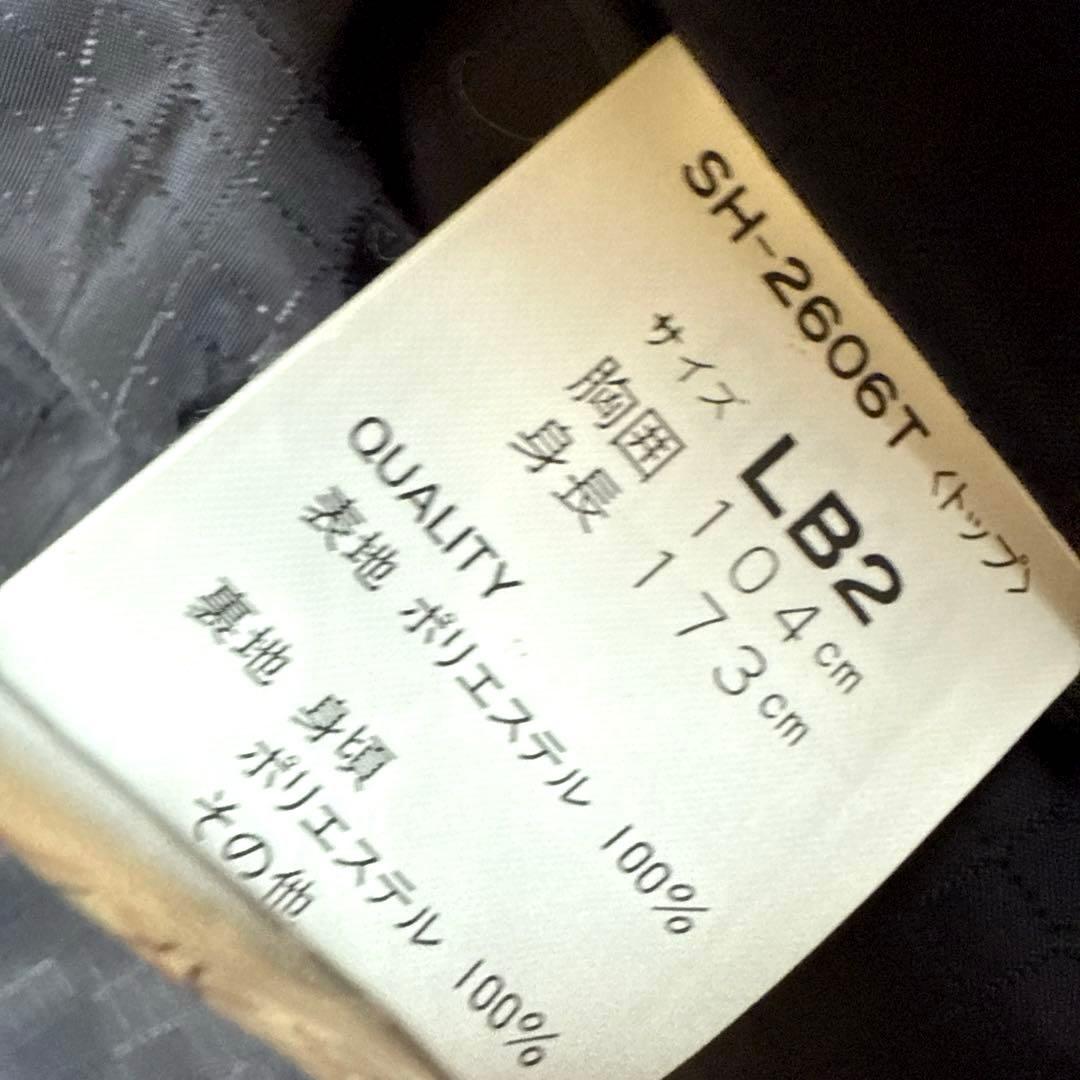 SH-2606T〈トップ〉
サイズ LB2
胸囲 104cm
身長 173cm
QUALITY
表地 ポリエステル 100%
裏地 身頃
ポリエステル 100%
その他